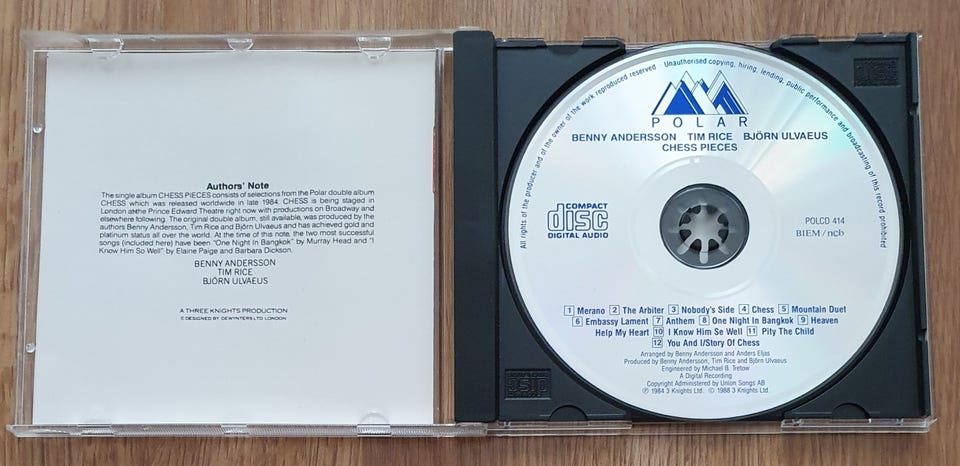 Authors' Note
The single album CHESS PIECES consists of selections from the Polar double album
CHESS which was released worldwide in late 1984. CHESS is being staged in
London at the Prince Edward Theatre right now with productions on Broadway and
elsewhere following. The original double album, still available, was produced by the
authors Benny Andersson, Tim Rice and Björn Ulvaeus and has achieved gold and
platinum status all over the world. At the time of this note, the two most successful
songs (included here) have been "One Night In Bangkok" by Murray Head and "I
Know Him So Well" by Elaine Paige and Barbara Dickson.
BENNY ANDERSSON
TIM RICE
BJÖRN ULVAEUS
A THREE KNIGHTS PRODUCTION
© DESIGNED BY DEWYNTERS LTD LONDON
All rights of the producer and of the owner of the work reproduced reserved Unauthorised copying, hiring, lending, public performance and broadcasting of this record prohibited
POLAR
BENNY ANDERSSON TIM RICE BJÖRN ULVAEUS
CHESS PIECES
COMPACT
disc
DIGITAL AUDIO
POLCD 414
BIEM/ncb
1 Merano 2 The Arbiter 3 Nobody's Side 4 Chess 5 Mountain Duet
6 Embassy Lament 7 Anthem 8 One Night In Bangkok 9 Heaven
Help My Heart 10 I Know Him So Well 11 Pity The Child
12 You And I/Story Of Chess
Arranged by Benny Andersson and Anders Eljas
Produced by Benny Andersson, Tim Rice and Björn Ulvaeus
Engineered by Michael B. Tretow
A Digital Recording
Copyright Administered by Union Songs AB
℗ 1984 3 Knights Ltd. © 1988 3 Knights Ltd.
disc